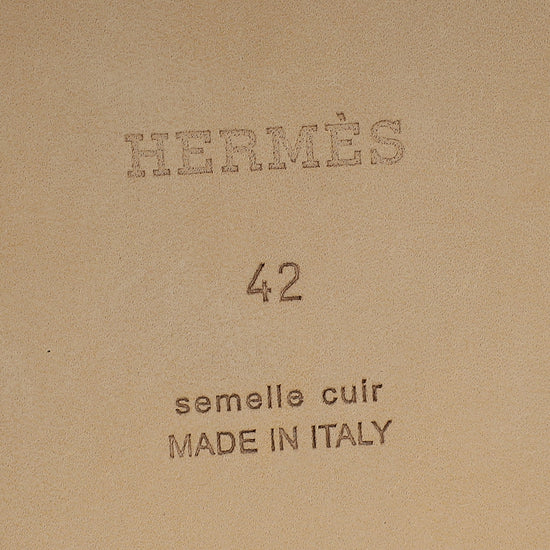 HERMÈS
42
semelle cuir
MADE IN ITALY